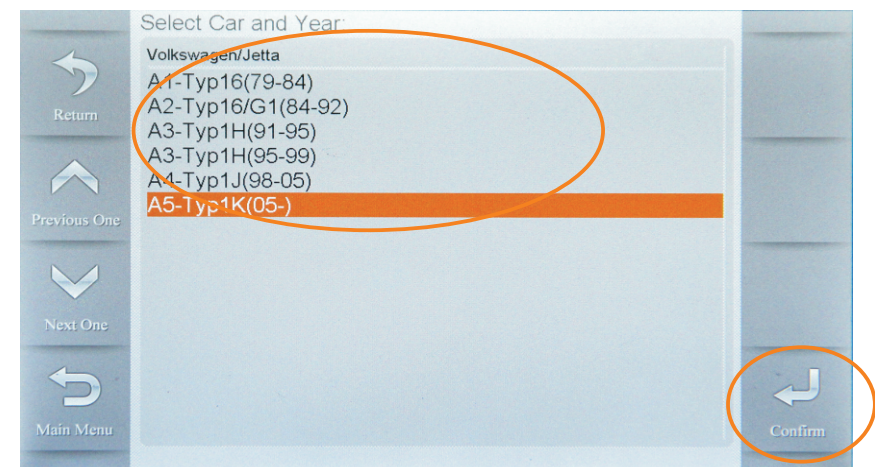 Select Car and Year:
Volkswagen/Jetta
A1-Typ16(79-84)
A2-Typ16/G1(84-92)
A3-Typ1H(91-95)
A3-Typ1H(95-99)
A4-Typ1J(98-05)
A5-Typ1K(05-)
Return
Previous One
Next One
Main Menu
Confirm